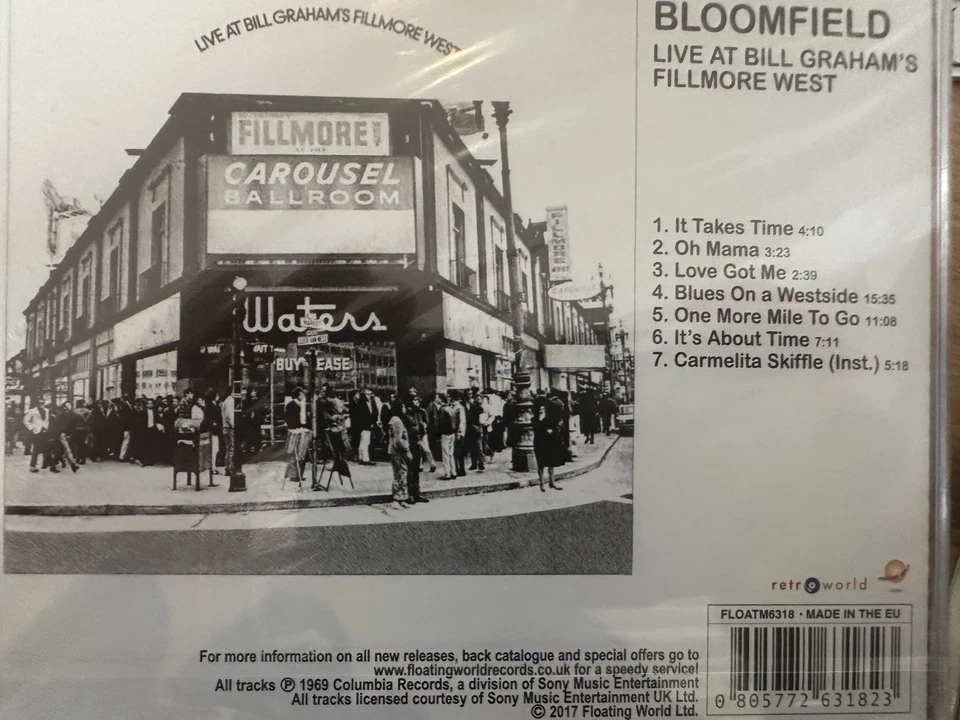 LIVE AT BILL GRAHAM'S FILLMORE WEST
BLOOMFIELD
LIVE AT BILL GRAHAM'S
FILLMORE WEST
FILLMORE
AT THE
CAROUSEL
BALLROOM
FILLMORE
CAROUSEL
Waters
BUY
EASE
1. It Takes Time 4:10
2. Oh Mama 3:23
3. Love Got Me 2:39
4. Blues On a Westside 15:35
5. One More Mile To Go 11:08
6. It's About Time 7:11
7. Carmelita Skiffle (Inst.) 5:18
retroworld
FLOATM6318 · MADE IN THE EU
0 805772 631823
For more information on all new releases, back catalogue and special offers go to
www.floatingworldrecords.co.uk for a speedy service!
All tracks ℗ 1969 Columbia Records, a division of Sony Music Entertainment
All tracks licensed courtesy of Sony Music Entertainment UK Ltd.
© 2017 Floating World Ltd.